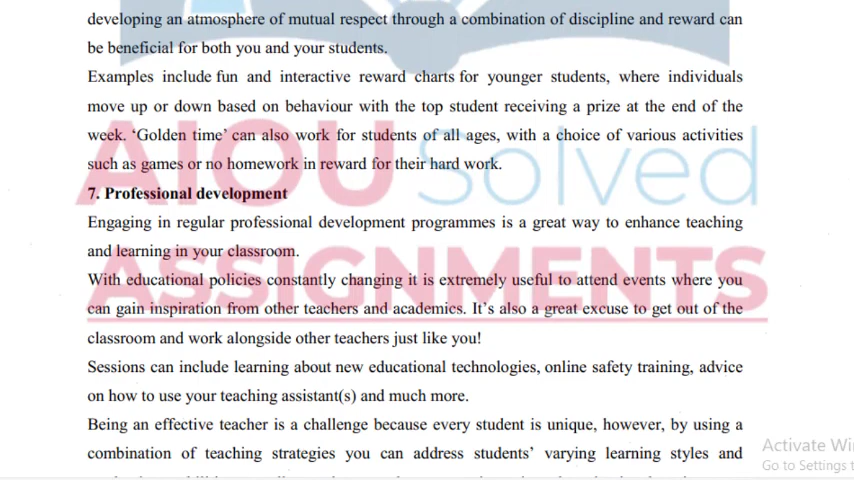 developing an atmosphere of mutual respect through a combination of discipline and reward can
be beneficial for both you and your students.
Examples include fun and interactive reward charts for younger students, where individuals
move up or down based on behaviour with the top student receiving a prize at the end of the
week. ‘Golden time’ can also work for students of all ages, with a choice of various activities
such as games or no homework in reward for their hard work.
AIOU Solved
7. Professional development
Engaging in regular professional development programmes is a great way to enhance teaching
and learning in your classroom.
ASSIGNMENTS
With educational policies constantly changing it is extremely useful to attend events where you
can gain inspiration from other teachers and academics. It’s also a great excuse to get out of the
classroom and work alongside other teachers just like you!
Sessions can include learning about new educational technologies, online safety training, advice
on how to use your teaching assistant(s) and much more.
Being an effective teacher is a challenge because every student is unique, however, by using a
combination of teaching strategies you can address students’ varying learning styles and
Activate Wi
Go to Settings t